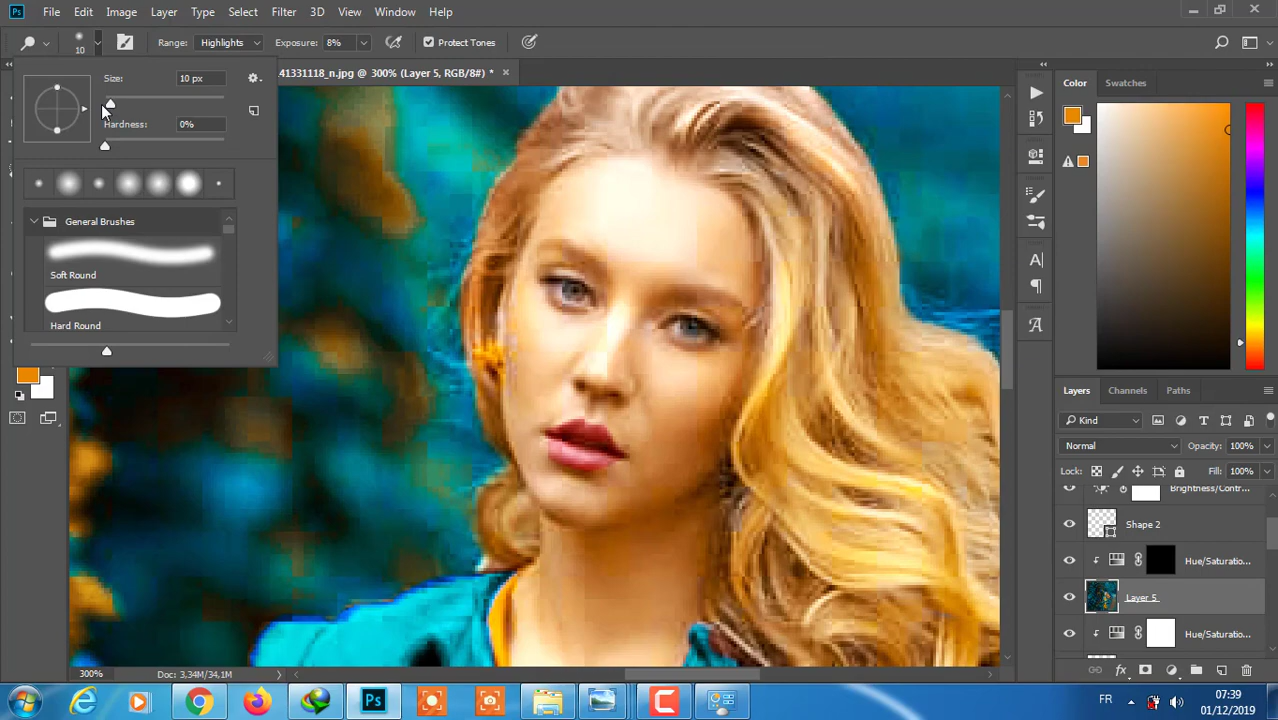 Ps File Edit Image Layer Type Select Filter 3D View Window Help
10 Range: Highlights Exposure: 8% Protect Tones
41331118_n.jpg @ 300% (Layer 5, RGB/8#) *
Size: 10 px
Hardness: 0%
General Brushes
Soft Round
Hard Round
Color Swatches
Layers Channels Paths
Kind
Normal Opacity: 100%
Lock: Fill: 100%
Brightness/Contr...
Shape 2
Hue/Saturatio...
Layer 5
Hue/Saturatio...
300% Doc: 3,34M/34,1M
Ps FR 07:39
01/12/2019